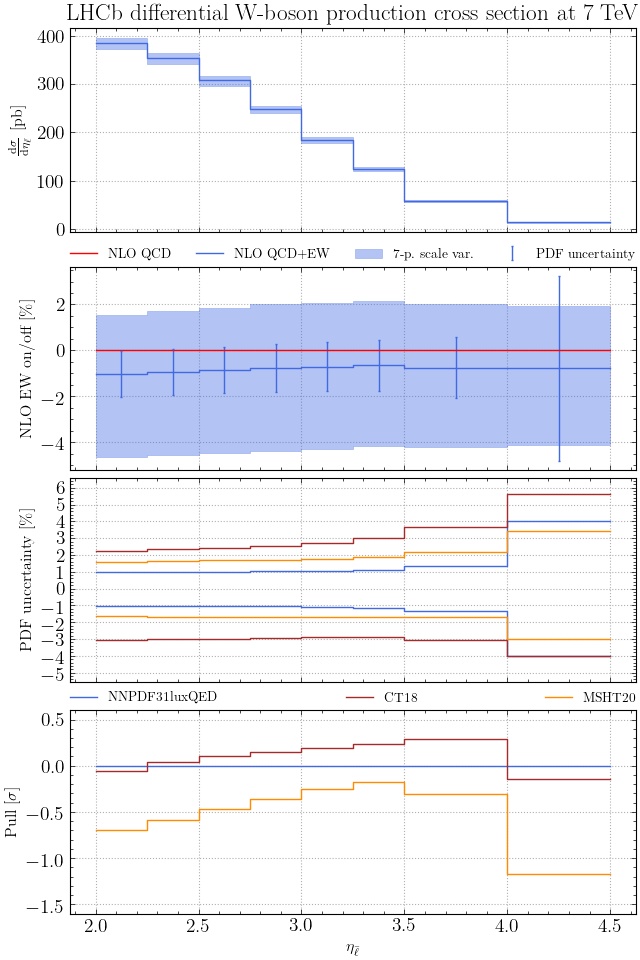 LHCb differential W-boson production cross section at 7 TeV
400
300
200
100
0
dσ/dηℓ̄ [pb]
NLO QCD
NLO QCD+EW
7-p. scale var.
PDF uncertainty
2
0
−2
−4
NLO EW on/off [%]
6
5
4
3
2
1
0
−1
−2
−3
−4
−5
PDF uncertainty [%]
NNPDF31luxQED
CT18
MSHT20
0.5
0.0
−0.5
−1.0
−1.5
Pull [σ]
2.0 2.5 3.0 3.5 4.0 4.5
ηℓ̄